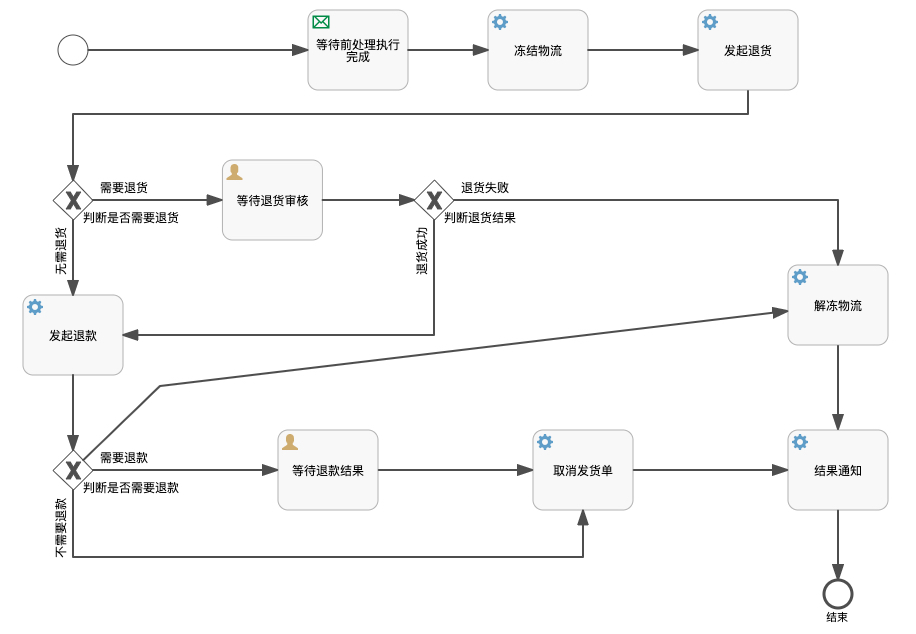 等待前处理执行
完成
冻结物流
发起退货
需要退货
判断是否需要退货
无需退货
等待退货审核
退货失败
判断退货结果
退货成功
发起退款
解冻物流
需要退款
判断是否需要退款
不需要退款
等待退款结果
取消发货单
结果通知
结束